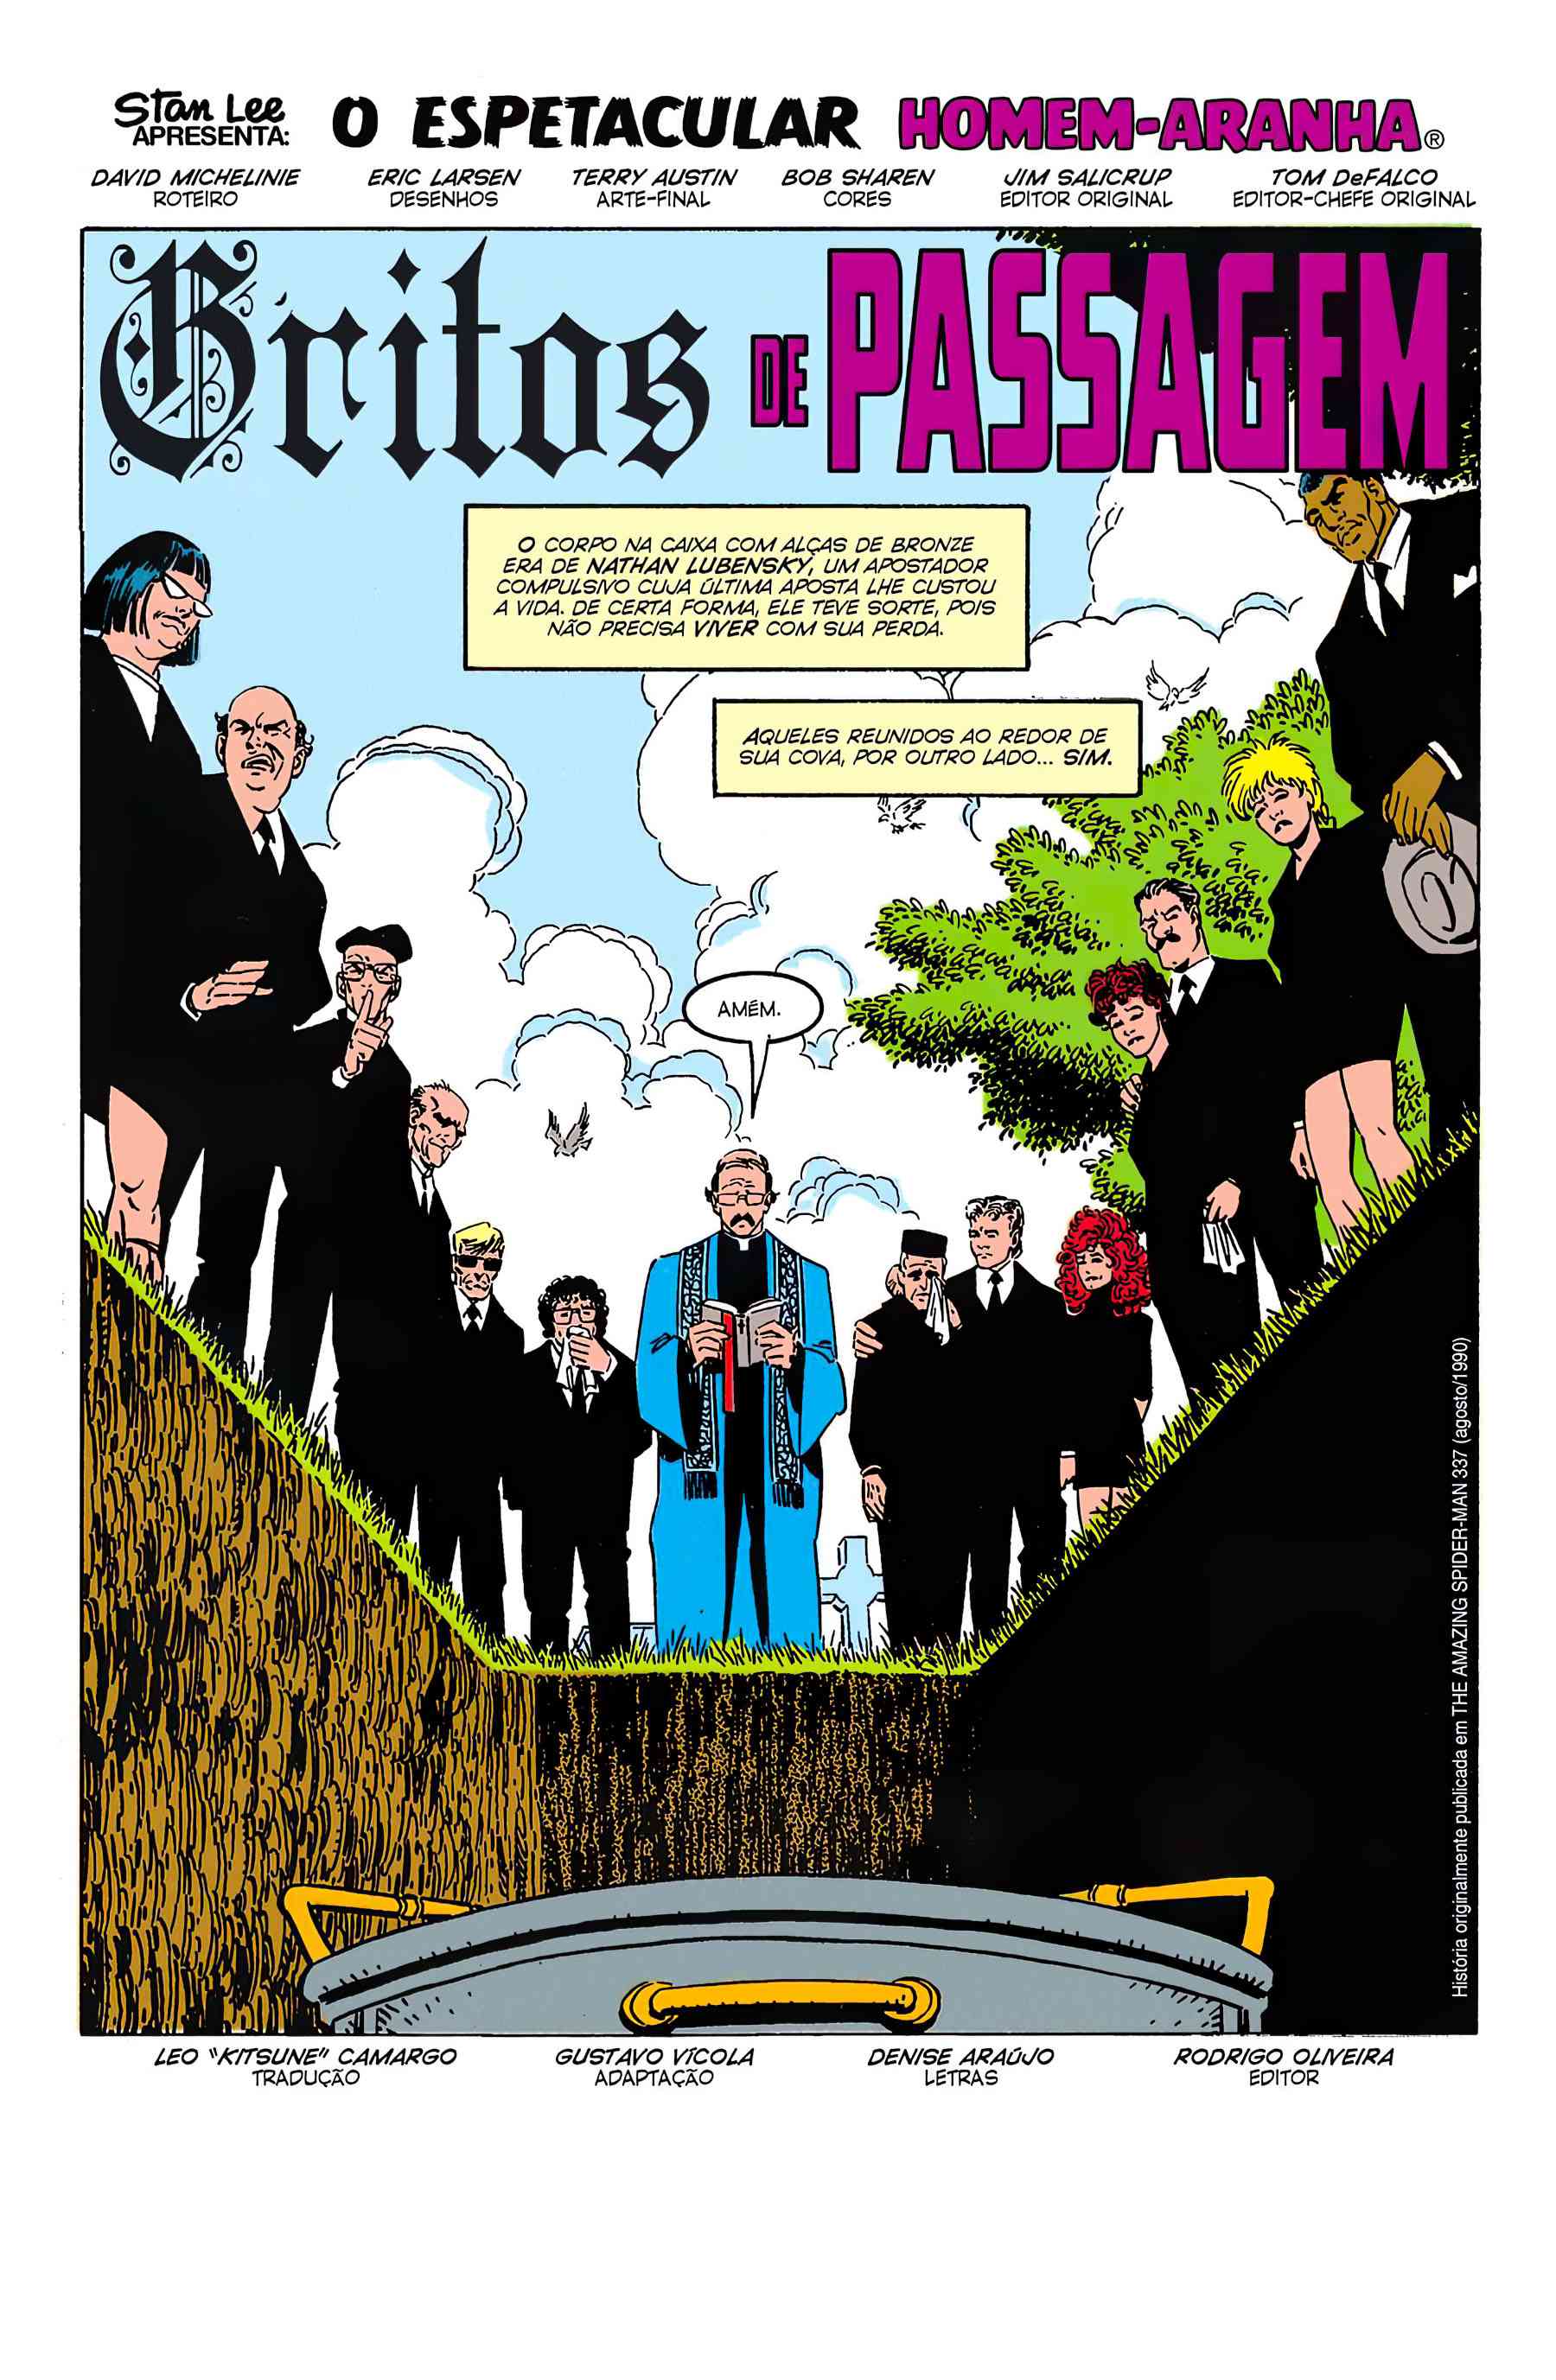 Stan Lee
APRESENTA:
O ESPETACULAR HOMEM-ARANHA®
DAVID MICHELINIE
ROTEIRO
ERIC LARSEN
DESENHOS
TERRY AUSTIN
ARTE-FINAL
BOB SHAREN
CORES
JIM SALICRUP
EDITOR ORIGINAL
TOM DeFALCO
EDITOR-CHEFE ORIGINAL
Gritos DE PASSAGEM
O CORPO NA CAIXA COM ALÇAS DE BRONZE
ERA DE NATHAN LUBENSKY, UM APOSTADOR
COMPULSIVO CUJA ÚLTIMA APOSTA LHE CUSTOU
A VIDA. DE CERTA FORMA, ELE TEVE SORTE, POIS
NÃO PRECISA VIVER COM SUA PERDA.
AQUELES REUNIDOS AO REDOR DE
SUA COVA, POR OUTRO LADO... SIM.
AMÉM.
História originalmente publicada em THE AMAZING SPIDER-MAN 337 (agosto/1990)
LEO "KITSUNE" CAMARGO
TRADUÇÃO
GUSTAVO VÍCOLA
ADAPTAÇÃO
DENISE ARAÚJO
LETRAS
RODRIGO OLIVEIRA
EDITOR